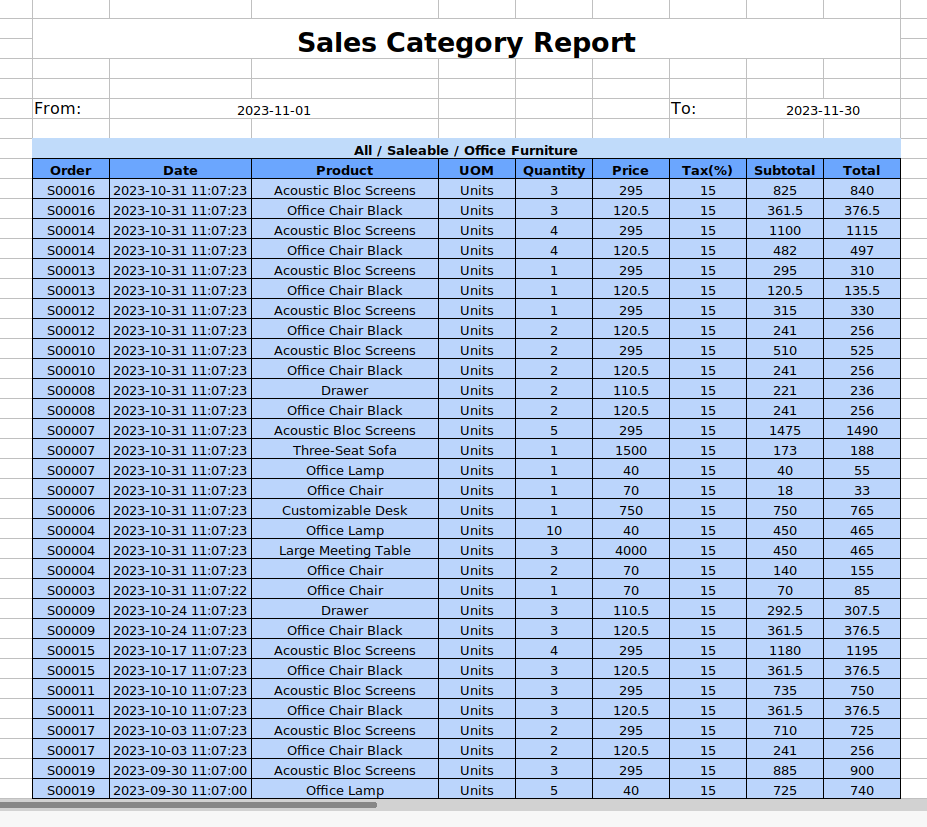 Sales Category Report
From: 2023-11-01 To: 2023-11-30
All / Saleable / Office Furniture
Order Date Product UOM Quantity Price Tax(%) Subtotal Total
S00016 2023-10-31 11:07:23 Acoustic Bloc Screens Units 3 295 15 825 840
S00016 2023-10-31 11:07:23 Office Chair Black Units 3 120.5 15 361.5 376.5
S00014 2023-10-31 11:07:23 Acoustic Bloc Screens Units 4 295 15 1100 1115
S00014 2023-10-31 11:07:23 Office Chair Black Units 4 120.5 15 482 497
S00013 2023-10-31 11:07:23 Acoustic Bloc Screens Units 1 295 15 295 310
S00013 2023-10-31 11:07:23 Office Chair Black Units 1 120.5 15 120.5 135.5
S00012 2023-10-31 11:07:23 Acoustic Bloc Screens Units 1 295 15 315 330
S00012 2023-10-31 11:07:23 Office Chair Black Units 2 120.5 15 241 256
S00010 2023-10-31 11:07:23 Acoustic Bloc Screens Units 2 295 15 510 525
S00010 2023-10-31 11:07:23 Office Chair Black Units 2 120.5 15 241 256
S00008 2023-10-31 11:07:23 Drawer Units 2 110.5 15 221 236
S00008 2023-10-31 11:07:23 Office Chair Black Units 2 120.5 15 241 256
S00007 2023-10-31 11:07:23 Acoustic Bloc Screens Units 5 295 15 1475 1490
S00007 2023-10-31 11:07:23 Three-Seat Sofa Units 1 1500 15 173 188
S00007 2023-10-31 11:07:23 Office Lamp Units 1 40 15 40 55
S00007 2023-10-31 11:07:23 Office Chair Units 1 70 15 18 33
S00006 2023-10-31 11:07:23 Customizable Desk Units 1 750 15 750 765
S00004 2023-10-31 11:07:23 Office Lamp Units 10 40 15 450 465
S00004 2023-10-31 11:07:23 Large Meeting Table Units 3 4000 15 450 465
S00004 2023-10-31 11:07:23 Office Chair Units 2 70 15 140 155
S00003 2023-10-31 11:07:22 Office Chair Units 1 70 15 70 85
S00009 2023-10-24 11:07:23 Drawer Units 3 110.5 15 292.5 307.5
S00009 2023-10-24 11:07:23 Office Chair Black Units 3 120.5 15 361.5 376.5
S00015 2023-10-17 11:07:23 Acoustic Bloc Screens Units 4 295 15 1180 1195
S00015 2023-10-17 11:07:23 Office Chair Black Units 3 120.5 15 361.5 376.5
S00011 2023-10-10 11:07:23 Acoustic Bloc Screens Units 3 295 15 735 750
S00011 2023-10-10 11:07:23 Office Chair Black Units 3 120.5 15 361.5 376.5
S00017 2023-10-03 11:07:23 Acoustic Bloc Screens Units 2 295 15 710 725
S00017 2023-10-03 11:07:23 Office Chair Black Units 2 120.5 15 241 256
S00019 2023-09-30 11:07:00 Acoustic Bloc Screens Units 3 295 15 885 900
S00019 2023-09-30 11:07:00 Office Lamp Units 5 40 15 725 740